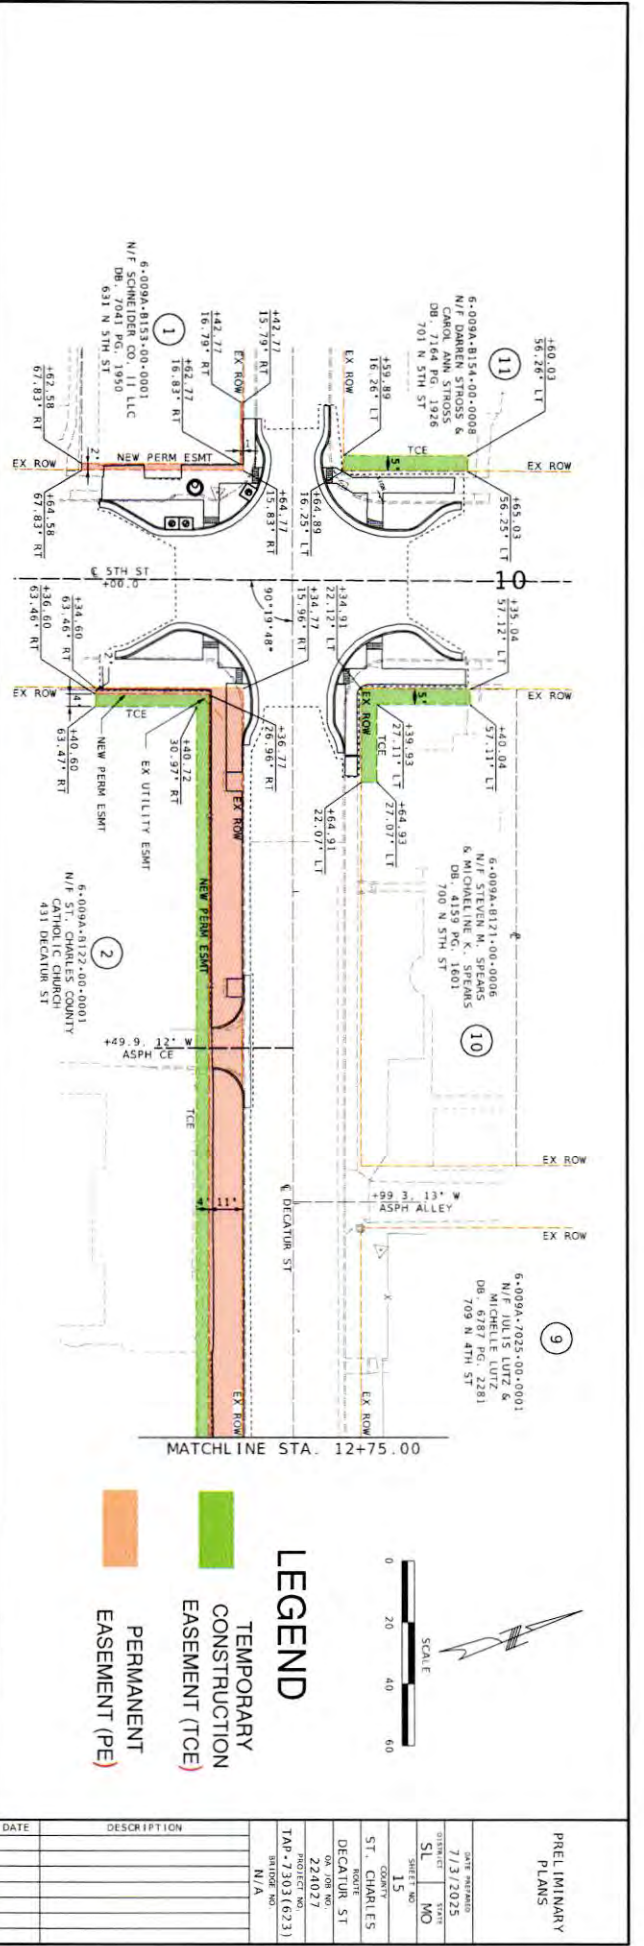 6-009A-B154-00-0008
N/F DARREN STROSS &
CAROL ANN STROSS
DB. 7164 PG. 1926
701 N 5TH ST
11
+60.03
56.26' LT
+59.89
16.26' LT
EX ROW
TCE
5'
EX ROW
+65.03
56.25' LT
+64.89
16.25' LT
6-009A-B153-00-0001
N/F SCHNEIDER CO. II LLC
DB. 7041 PG. 1950
631 N 5TH ST
1
+42.77
15.79' RT
+42.77
16.79' RT
EX ROW
+62.77
16.83' RT
+62.58
67.83' RT
2'
NEW PERM ESMT
1'
EX ROW
+64.77
15.83' RT
+64.58
67.83' RT
℄ 5TH ST
+00.0
10
90°19'48"
+34.77
15.96' RT
+34.91
22.12' LT
+35.04
57.12' LT
+34.60
63.46' RT
+36.60
63.46' RT
2'
4'
EX ROW
TCE
+40.60
63.47' RT
NEW PERM ESMT
EX UTILITY ESMT
+40.72
30.97' RT
+36.77
26.96' RT
EX ROW
NEW PERM ESMT
EX ROW
5'
EX ROW
TCE
+39.93
27.11' LT
+40.04
57.11' LT
+64.93
27.07' LT
+64.91
22.07' LT
6-009A-B121-00-0006
N/F STEVEN M. SPEARS
& MICHAELINE K. SPEARS
DB. 4159 PG. 1601
700 N 5TH ST
10
6-009A-B122-00-0001
N/F ST. CHARLES COUNTY
CATHOLIC CHURCH
431 DECATUR ST
2
+49.9, 12' W
ASPH CE
TCE
4'
11'
℄ DECATUR ST
EX ROW
+99.3, 13' W
ASPH ALLEY
EX ROW
6-009A-7025-00-0001
N/F JULIS LUTZ &
MICHELLE LUTZ
DB. 6787 PG. 2281
709 N 4TH ST
9
EX ROW
EX ROW
MATCHLINE STA. 12+75.00
LEGEND
TEMPORARY
CONSTRUCTION
EASEMENT (TCE)
PERMANENT
EASEMENT (PE)
0
20
40
60
SCALE
PRELIMINARY
PLANS
DATE PREPARED
7/3/2025
DISTRICT
SL
STATE
MO
SHEET NO
15
COUNTY
ST. CHARLES
ROUTE
DECATUR ST
OA JOB NO.
224027
PROJECT NO.
TAP-7303(623)
BRIDGE NO.
N/A
DESCRIPTION
DATE